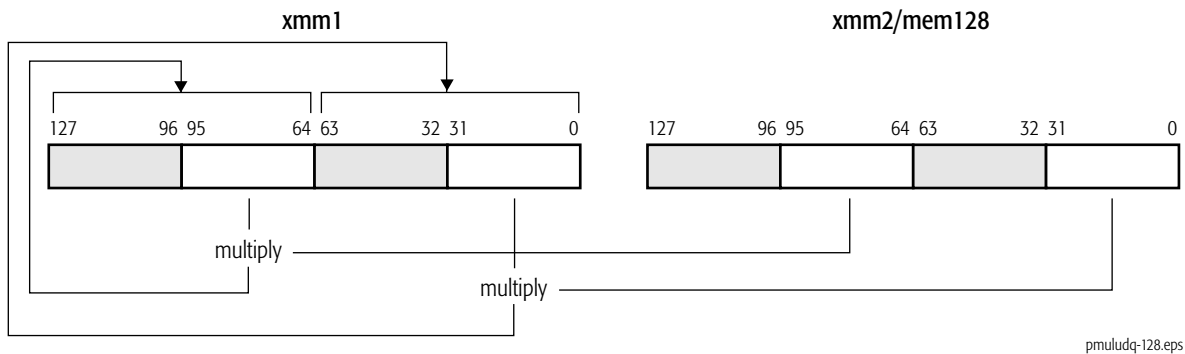 xmm1 xmm2/mem128
127 96 95 64 63 32 31 0 127 96 95 64 63 32 31 0
multiply
multiply
pmuludq-128.eps